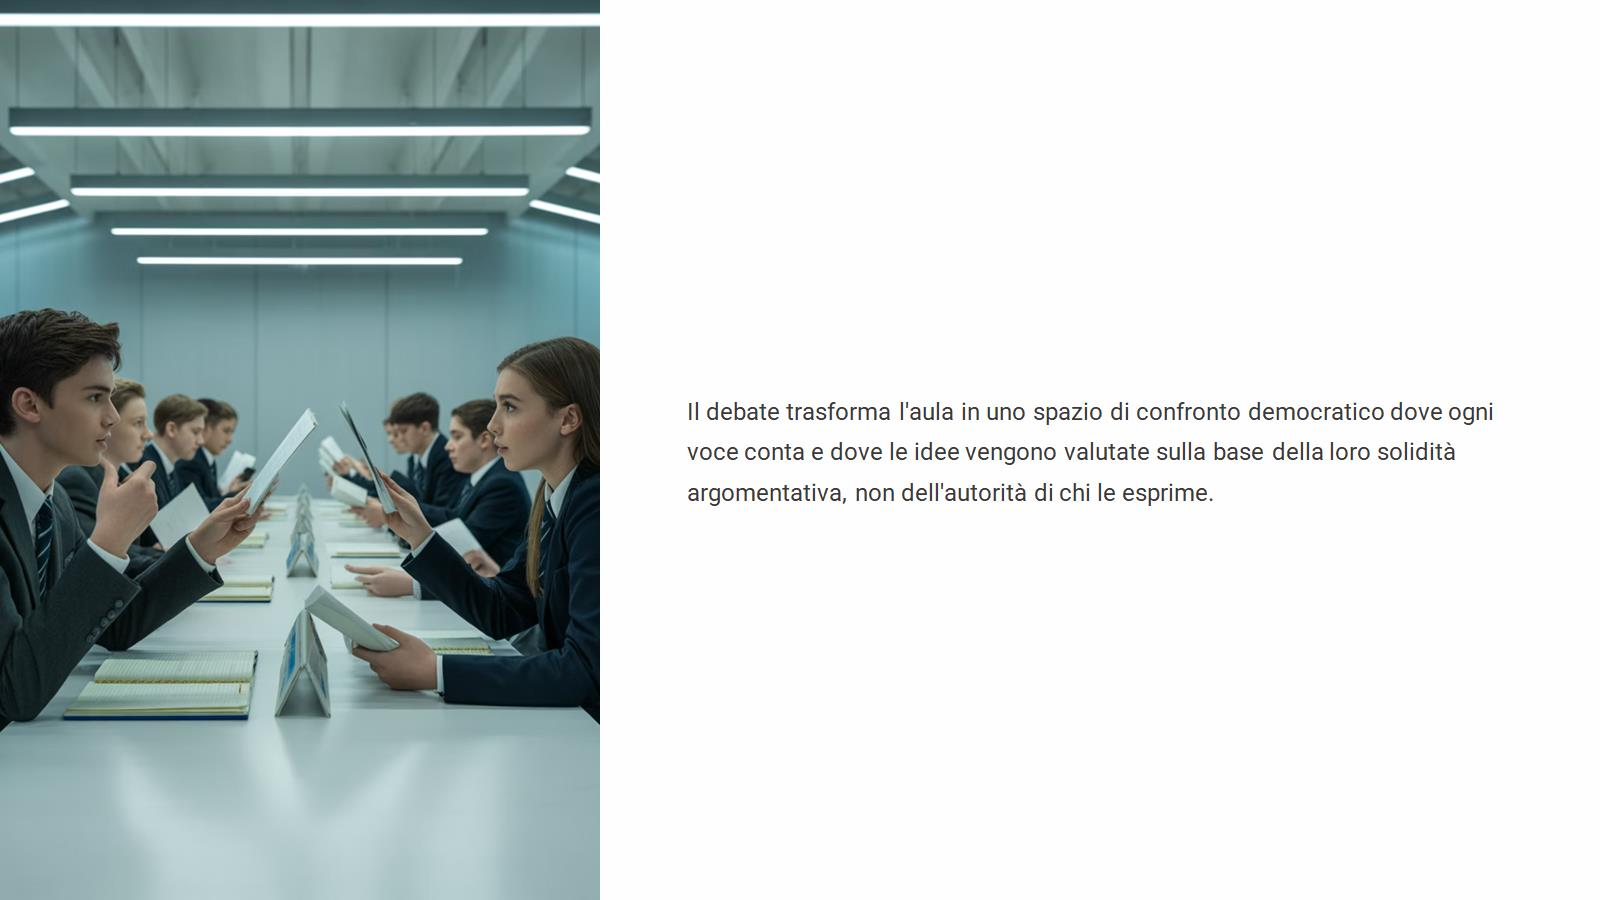 Il debate trasforma l'aula in uno spazio di confronto democratico dove ogni
voce conta e dove le idee vengono valutate sulla base della loro solidità
argomentativa, non dell'autorità di chi le esprime.